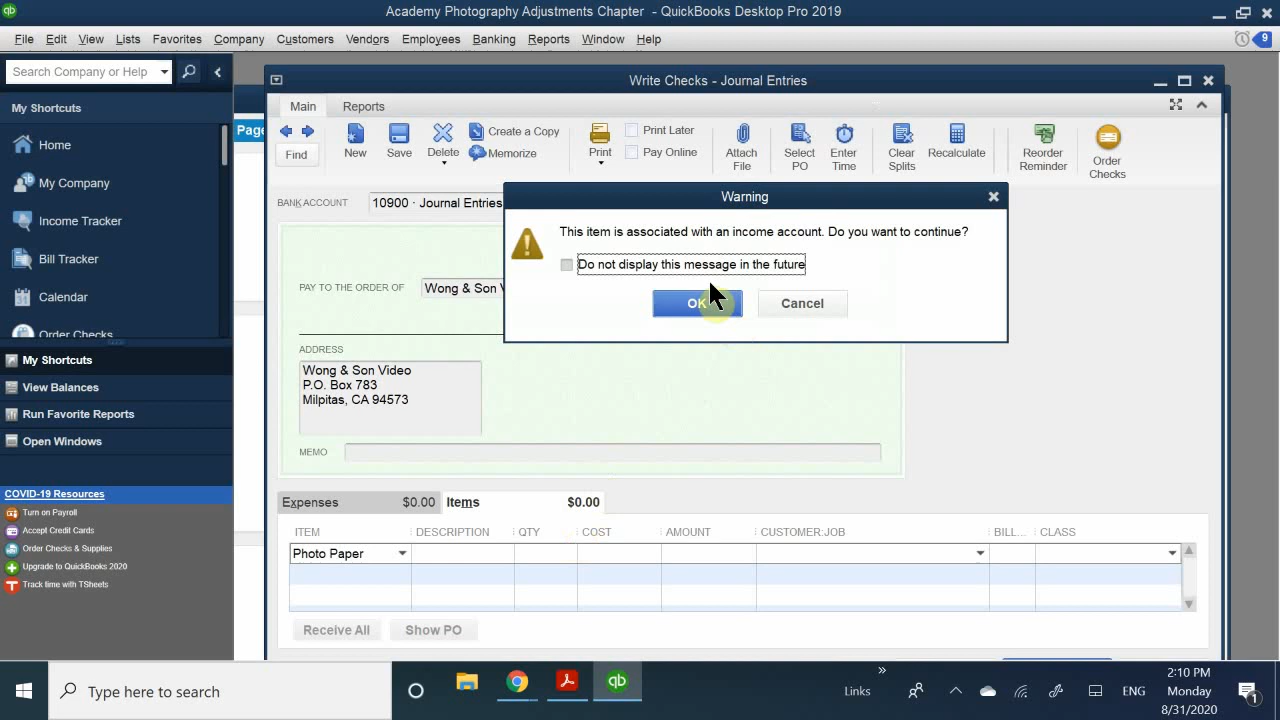 qb
Academy Photography Adjustments Chapter - QuickBooks Desktop Pro 2019
File Edit View Lists Favorites Company Customers Vendors Employees Banking Reports Window Help
9
Search Company or Help
My Shortcuts
Home
My Company
Income Tracker
Bill Tracker
Calendar
Order Checks
My Shortcuts
View Balances
Run Favorite Reports
Open Windows
COVID-19 Resources
Turn on Payroll
Accept Credit Cards
Order Checks & Supplies
Upgrade to QuickBooks 2020
Track time with TSheets
Page
Write Checks - Journal Entries
Main Reports
Find
New
Save
Delete
Create a Copy
Memorize
Print
Print Later
Pay Online
Attach
File
Select
PO
Enter
Time
Clear
Splits
Recalculate
Reorder
Reminder
Order
Checks
BANK ACCOUNT 10900 · Journal Entries
PAY TO THE ORDER OF Wong & Son
ADDRESS
Wong & Son Video
P.O. Box 783
Milpitas, CA 94573
MEMO
Warning
This item is associated with an income account. Do you want to continue?
Do not display this message in the future
OK Cancel
Expenses $0.00 Items $0.00
ITEM DESCRIPTION QTY COST AMOUNT CUSTOMER:JOB BILL... CLASS
Photo Paper
Receive All Show PO
Type here to search
qb
Links
ENG
2:10 PM
Monday
8/31/2020
1